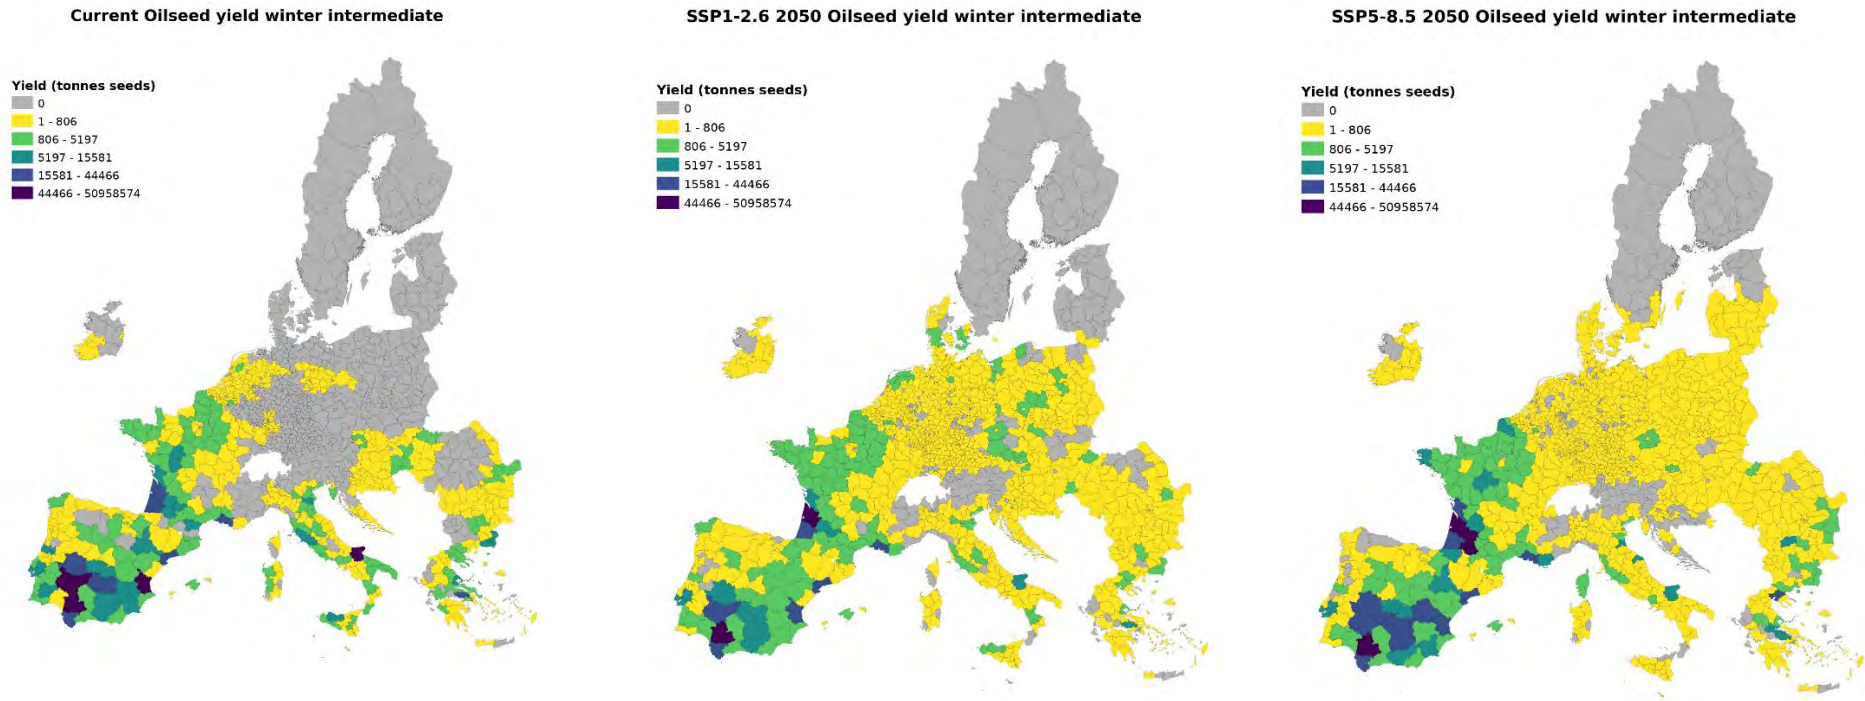 Current Oilseed yield winter intermediate
Yield (tonnes seeds)
0
1 - 806
806 - 5197
5197 - 15581
15581 - 44466
44466 - 50958574
SSP1-2.6 2050 Oilseed yield winter intermediate
Yield (tonnes seeds)
0
1 - 806
806 - 5197
5197 - 15581
15581 - 44466
44466 - 50958574
SSP5-8.5 2050 Oilseed yield winter intermediate
Yield (tonnes seeds)
0
1 - 806
806 - 5197
5197 - 15581
15581 - 44466
44466 - 50958574